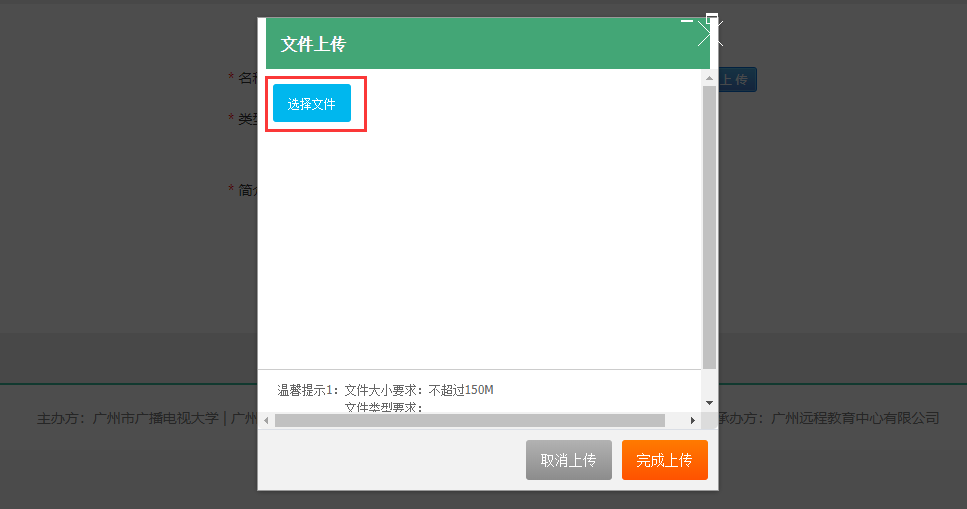 文件上传
* 名
上 传
选择文件
* 类
* 简
温馨提示1：文件大小要求：不超过150M
文件类型要求：
主办方：广州市广播电视大学 | 广州
承办方：广州远程教育中心有限公司
取消上传
完成上传